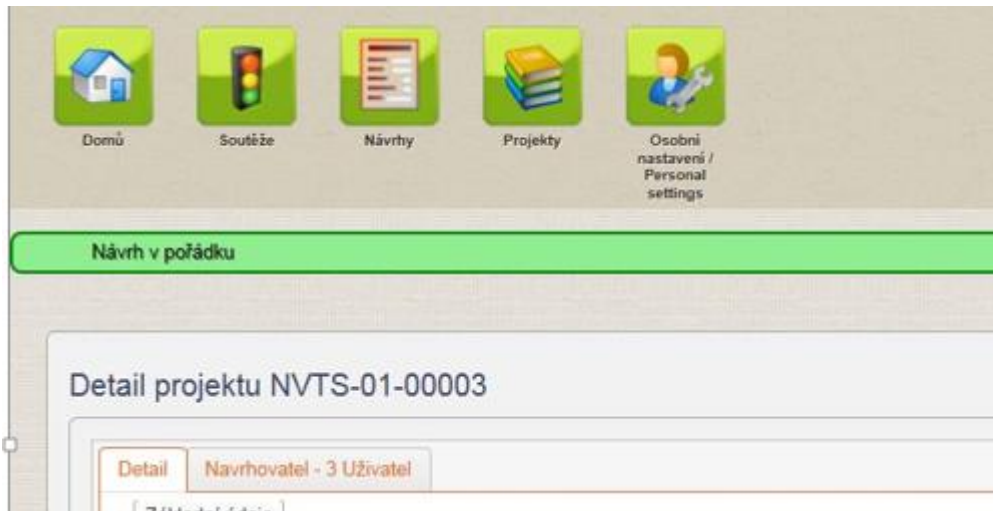 Domů
Soutěže
Návrhy
Projekty
Osobní
nastavení /
Personal
settings
Návrh v pořádku
Detail projektu NVTS-01-00003
Detail
Navrhovatel - 3 Uživatel